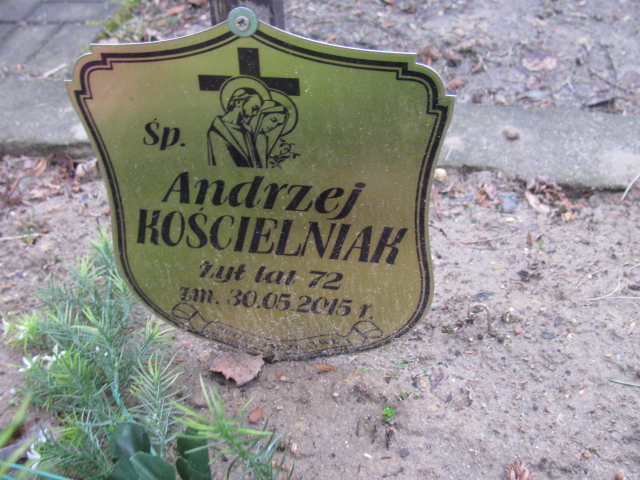 Śp.
Andrzej
KOŚCIELNIAK
żył lat 72
zm. 30.05.2015 r.